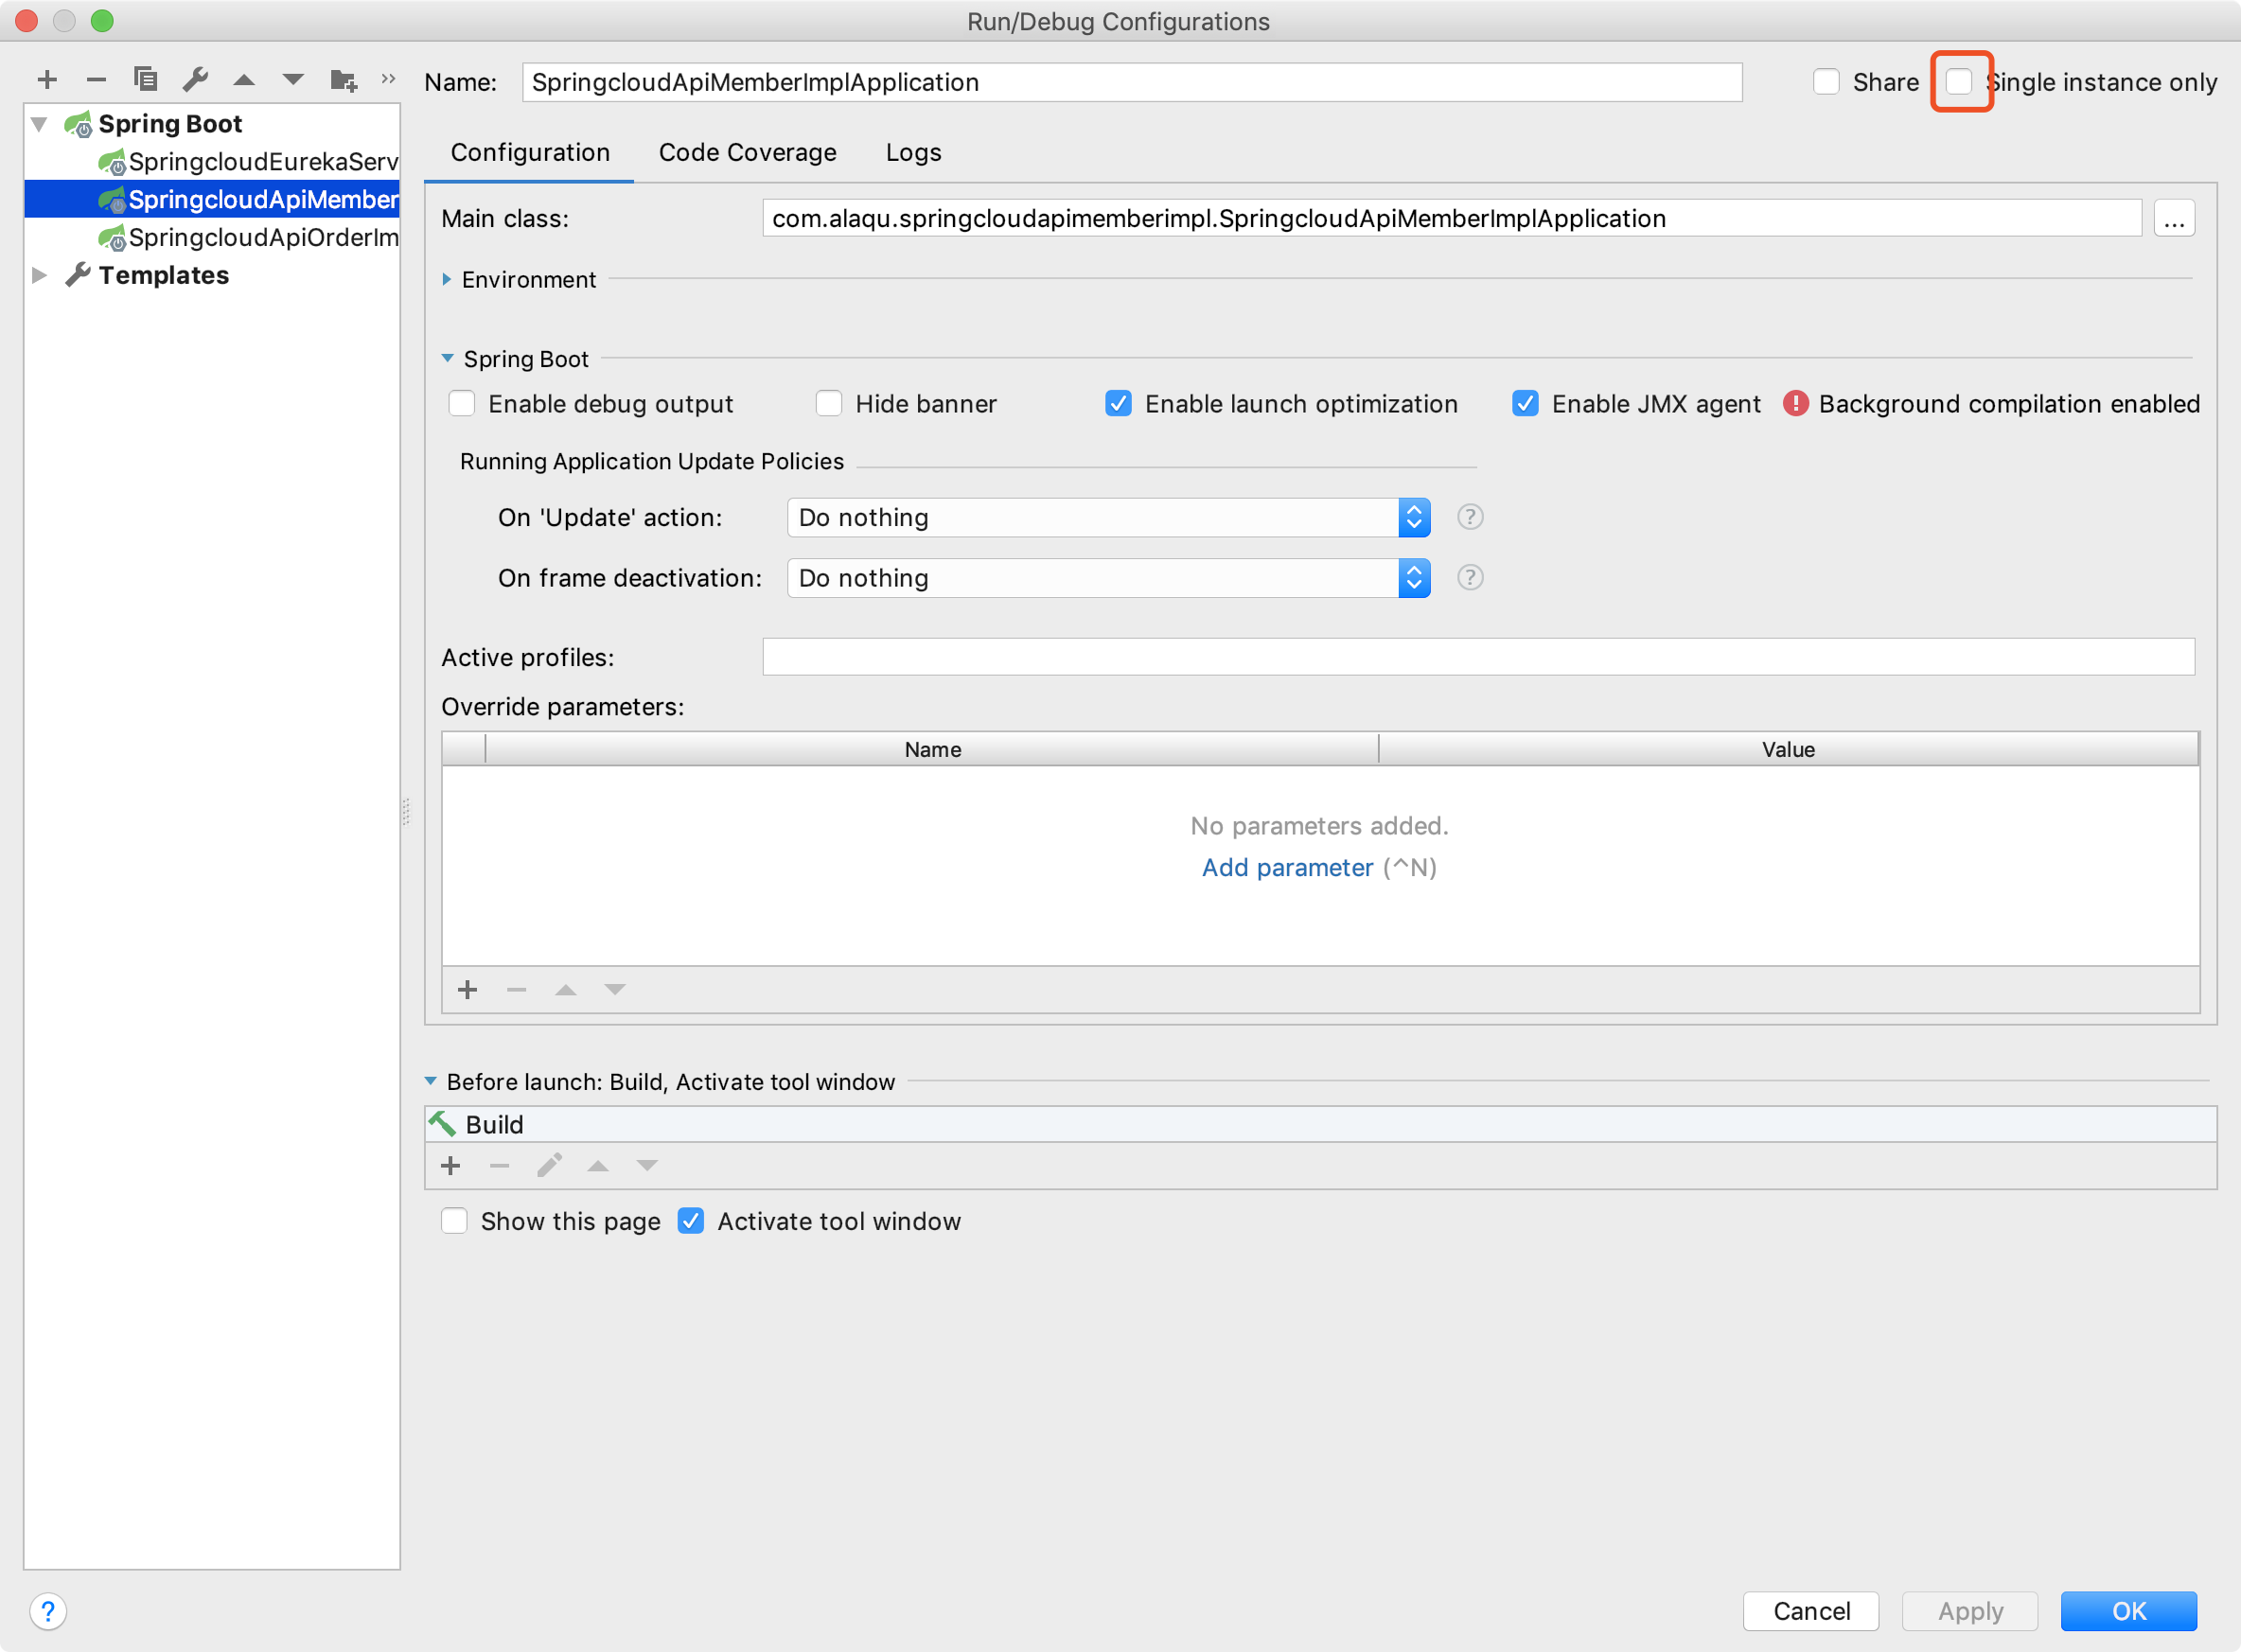 Run/Debug Configurations
Name: SpringcloudApiMemberImplApplication Share Single instance only
Spring Boot
SpringcloudEurekaServ
SpringcloudApiMember
SpringcloudApiOrderIm
Templates
Configuration Code Coverage Logs
Main class: com.alaqu.springcloudapimemberimpl.SpringcloudApiMemberImplApplication ...
Environment
Spring Boot
Enable debug output Hide banner Enable launch optimization Enable JMX agent Background compilation enabled
Running Application Update Policies
On 'Update' action: Do nothing ?
On frame deactivation: Do nothing ?
Active profiles:
Override parameters:
Name Value
No parameters added.
Add parameter (^N)
Before launch: Build, Activate tool window
Build
Show this page Activate tool window
? Cancel Apply OK